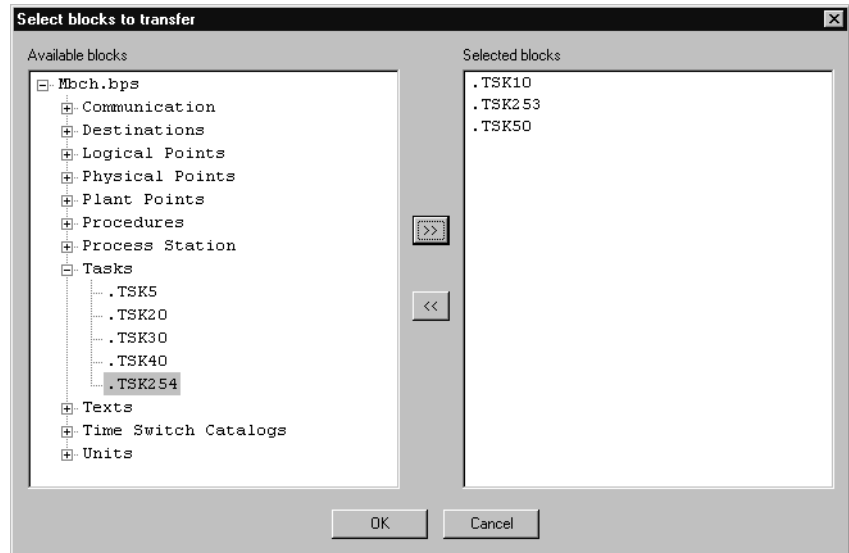 Select blocks to transfer
Available blocks
Mbch.bps
Communication
Destinations
Logical Points
Physical Points
Plant Points
Procedures
Process Station
Tasks
.TSK5
.TSK20
.TSK30
.TSK40
.TSK254
Texts
Time Switch Catalogs
Units
>>
<<
Selected blocks
.TSK10
.TSK253
.TSK50
OK
Cancel